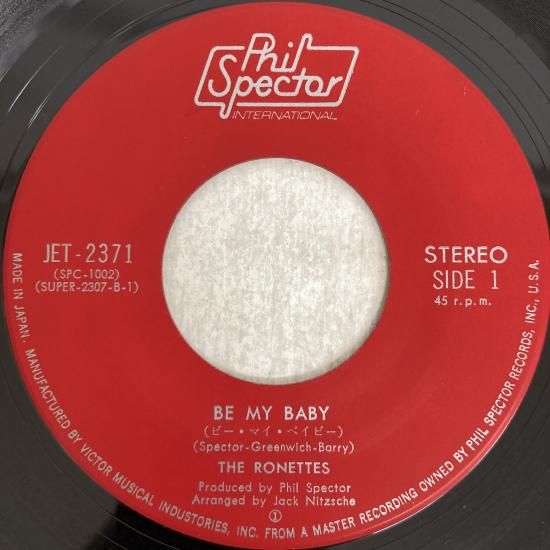 Phil
Spector
INTERNATIONAL
JET-2371
(SPC-1002)
(SUPER-2307-B-1)
STEREO
SIDE 1
45 r.p.m.
BE MY BABY
(ビー・マイ・ベイビー)
(Spector-Greenwich-Barry)
THE RONETTES
Produced by Phil Spector
Arranged by Jack Nitzsche
①
MADE IN JAPAN. MANUFACTURED BY VICTOR MUSICAL INDUSTORIES, INC. FROM A MASTER RECORDING OWNED BY PHIL SPECTOR RECORDS, INC., U.S.A.